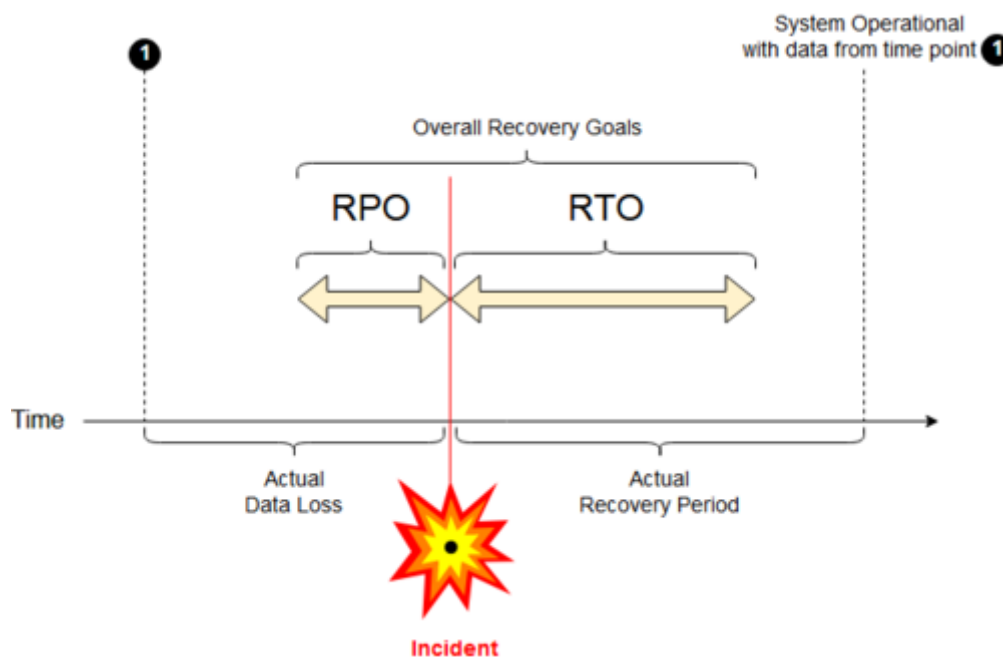 1
System Operational
with data from time point 1
Overall Recovery Goals
RPO
RTO
Time
Actual
Data Loss
Actual
Recovery Period
Incident